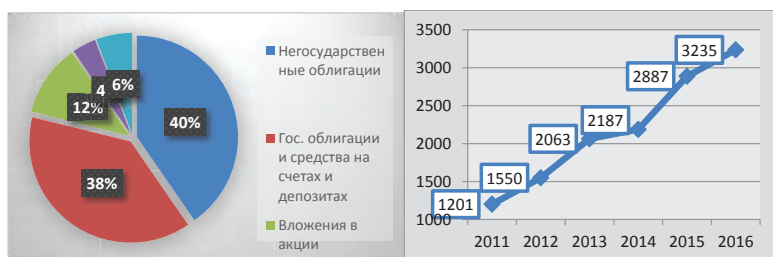 40%
38%
12%
4
6%
Негосударствен
ные облигации
Гос. облигации
и средства на
счетах и
депозитах
Вложения в
акции
3500
3000
2500
2000
1500
1000
1201
1550
2063
2187
2887
3235
2011 2012 2013 2014 2015 2016